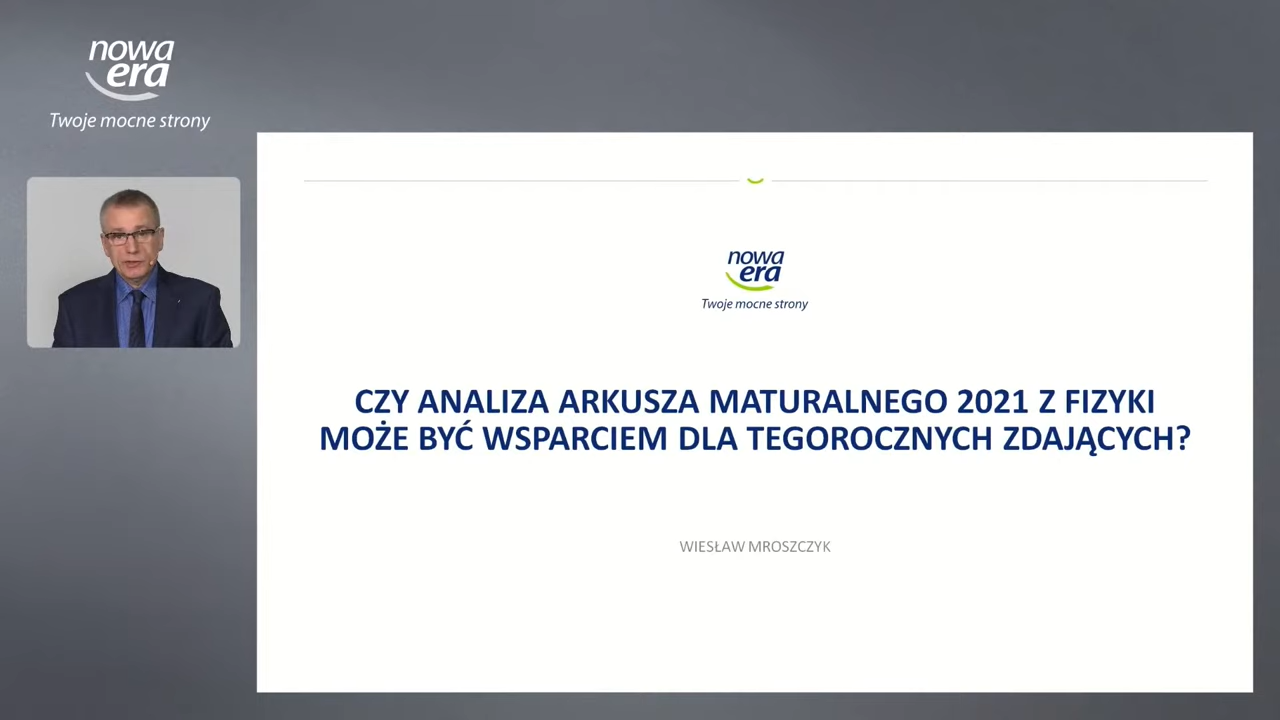 nowa
era
Twoje mocne strony
nowa
era
Twoje mocne strony
CZY ANALIZA ARKUSZA MATURALNEGO 2021 Z FIZYKI
MOŻE BYĆ WSPARCIEM DLA TEGOROCZNYCH ZDAJĄCYCH?
WIESŁAW MROSZCZYK